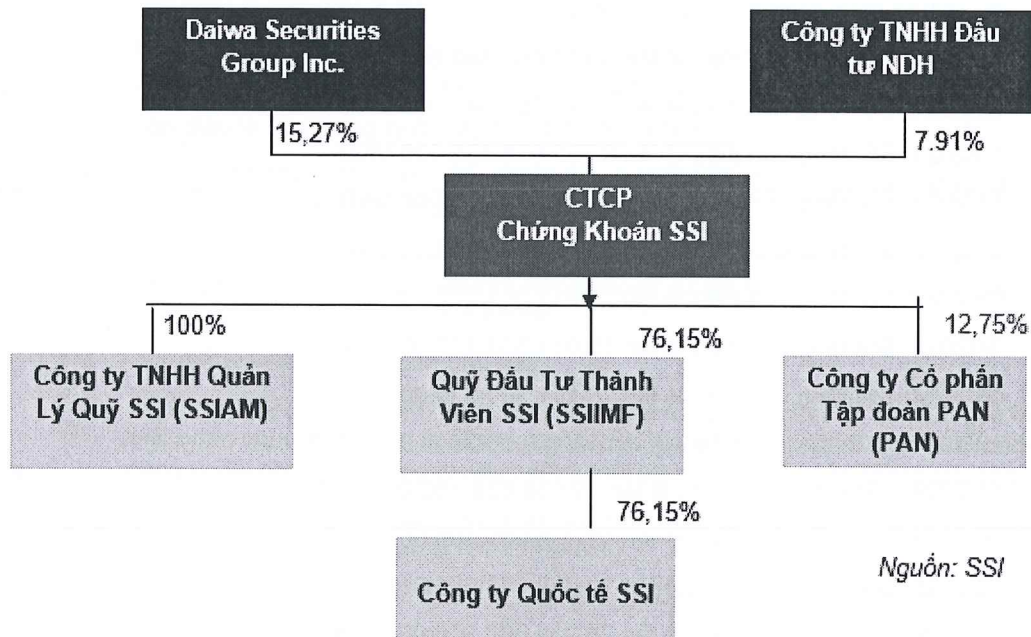 Daiwa Securities
Group Inc.
Công ty TNHH Đầu
tư NDH
15,27%
7.91%
CTCP
Chứng Khoán SSI
100%
76,15%
12,75%
Công ty TNHH Quản
Lý Quỹ SSI (SSIAM)
Quỹ Đầu Tư Thành
Viên SSI (SSIIMF)
Công ty Cổ phần
Tập đoàn PAN
(PAN)
76,15%
Công ty Quốc tế SSI
Nguồn: SSI